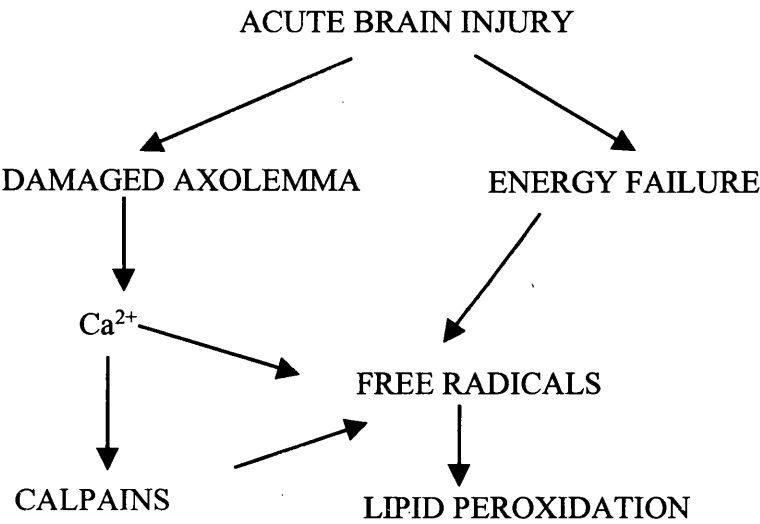 ACUTE BRAIN INJURY
DAMAGED AXOLEMMA
ENERGY FAILURE
Ca²⁺
FREE RADICALS
CALPAINS
LIPID PEROXIDATION